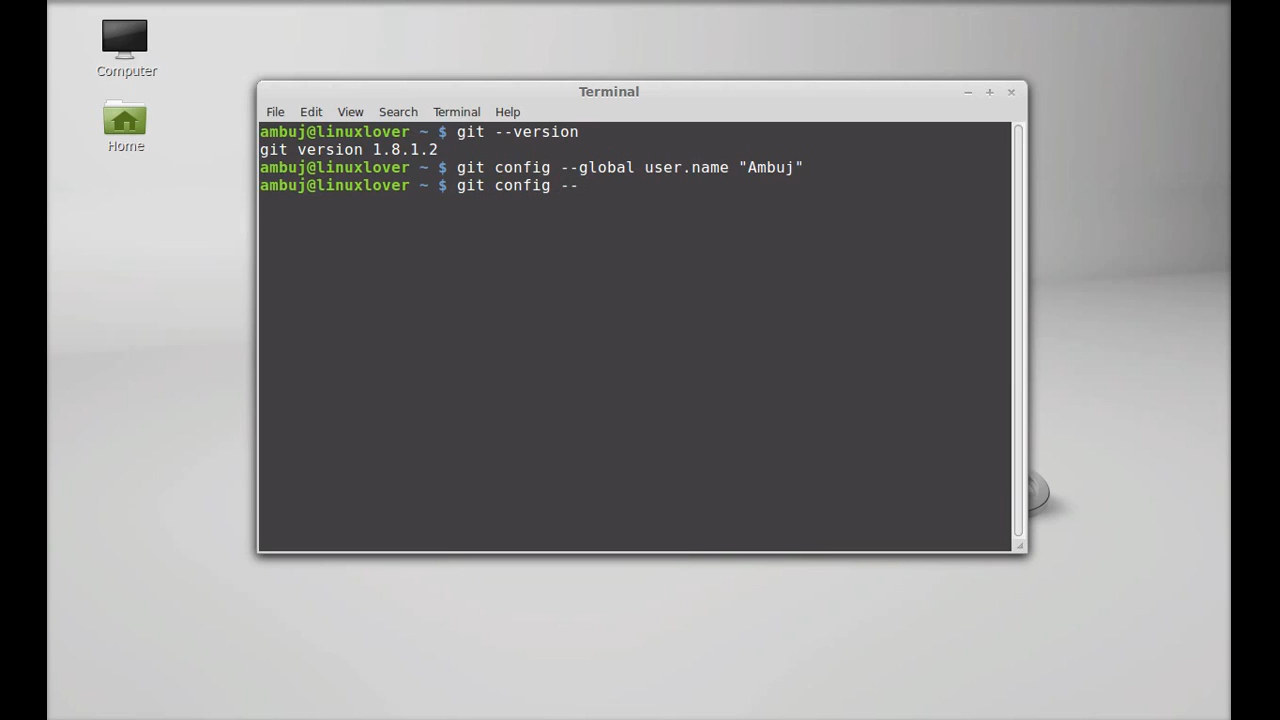 Computer
Home
Terminal
File Edit View Search Terminal Help
ambuj@linuxlover ~ $ git --version
git version 1.8.1.2
ambuj@linuxlover ~ $ git config --global user.name "Ambuj"
ambuj@linuxlover ~ $ git config --